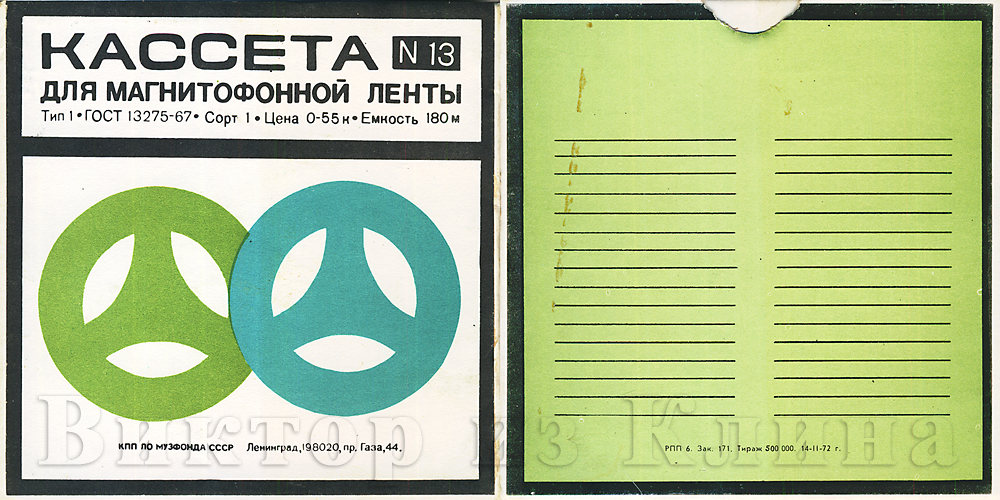 КАССЕТА N 13
ДЛЯ МАГНИТОФОННОЙ ЛЕНТЫ
Тип 1 • ГОСТ 13275-67 • Сорт 1 • Цена 0-55 к • Емкость 180 м
КПП ПО МУЗФОНДА СССР Ленинград, 198020, пр. Газа, 44.
РПП 6. Зак. 171. Тираж 500 000. 14-11-72 г.
Виктор из Клина